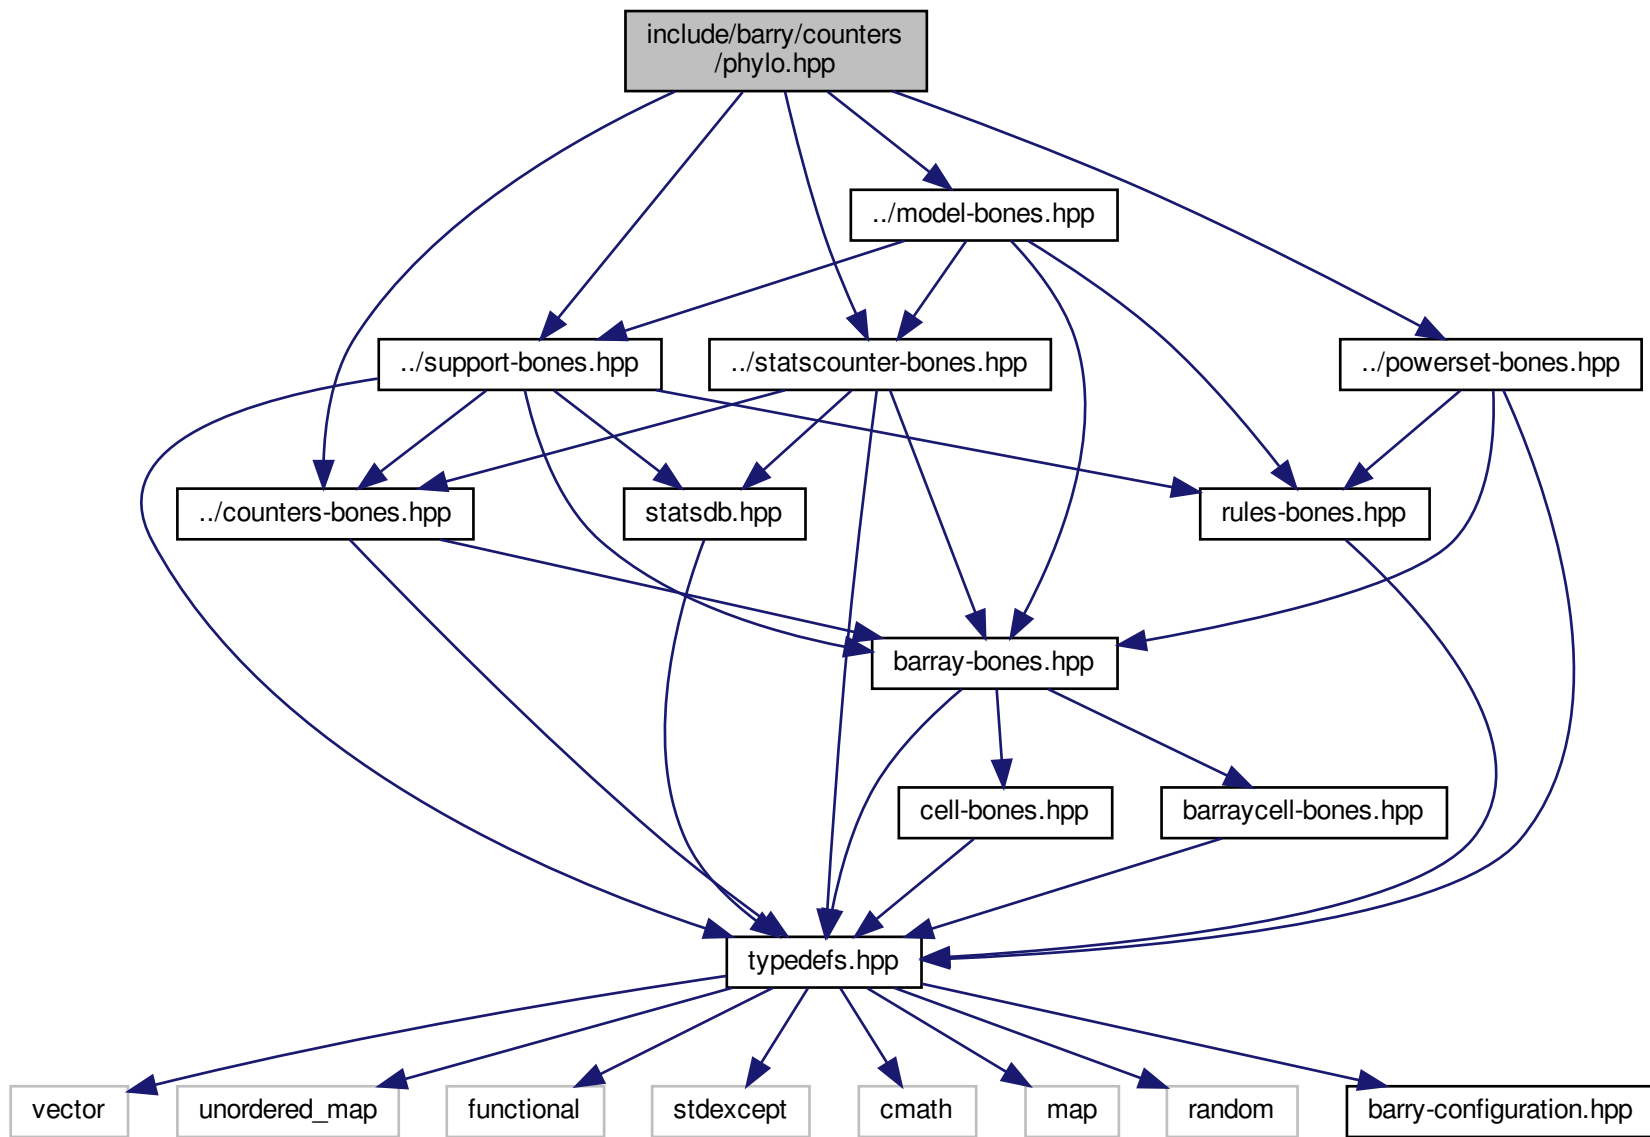 include/barry/counters
/phylo.hpp
../model-bones.hpp
../support-bones.hpp
../statscounter-bones.hpp
../powerset-bones.hpp
../counters-bones.hpp
statsdb.hpp
rules-bones.hpp
barray-bones.hpp
cell-bones.hpp
barraycell-bones.hpp
typedefs.hpp
vector
unordered_map
functional
stdexcept
cmath
map
random
barry-configuration.hpp